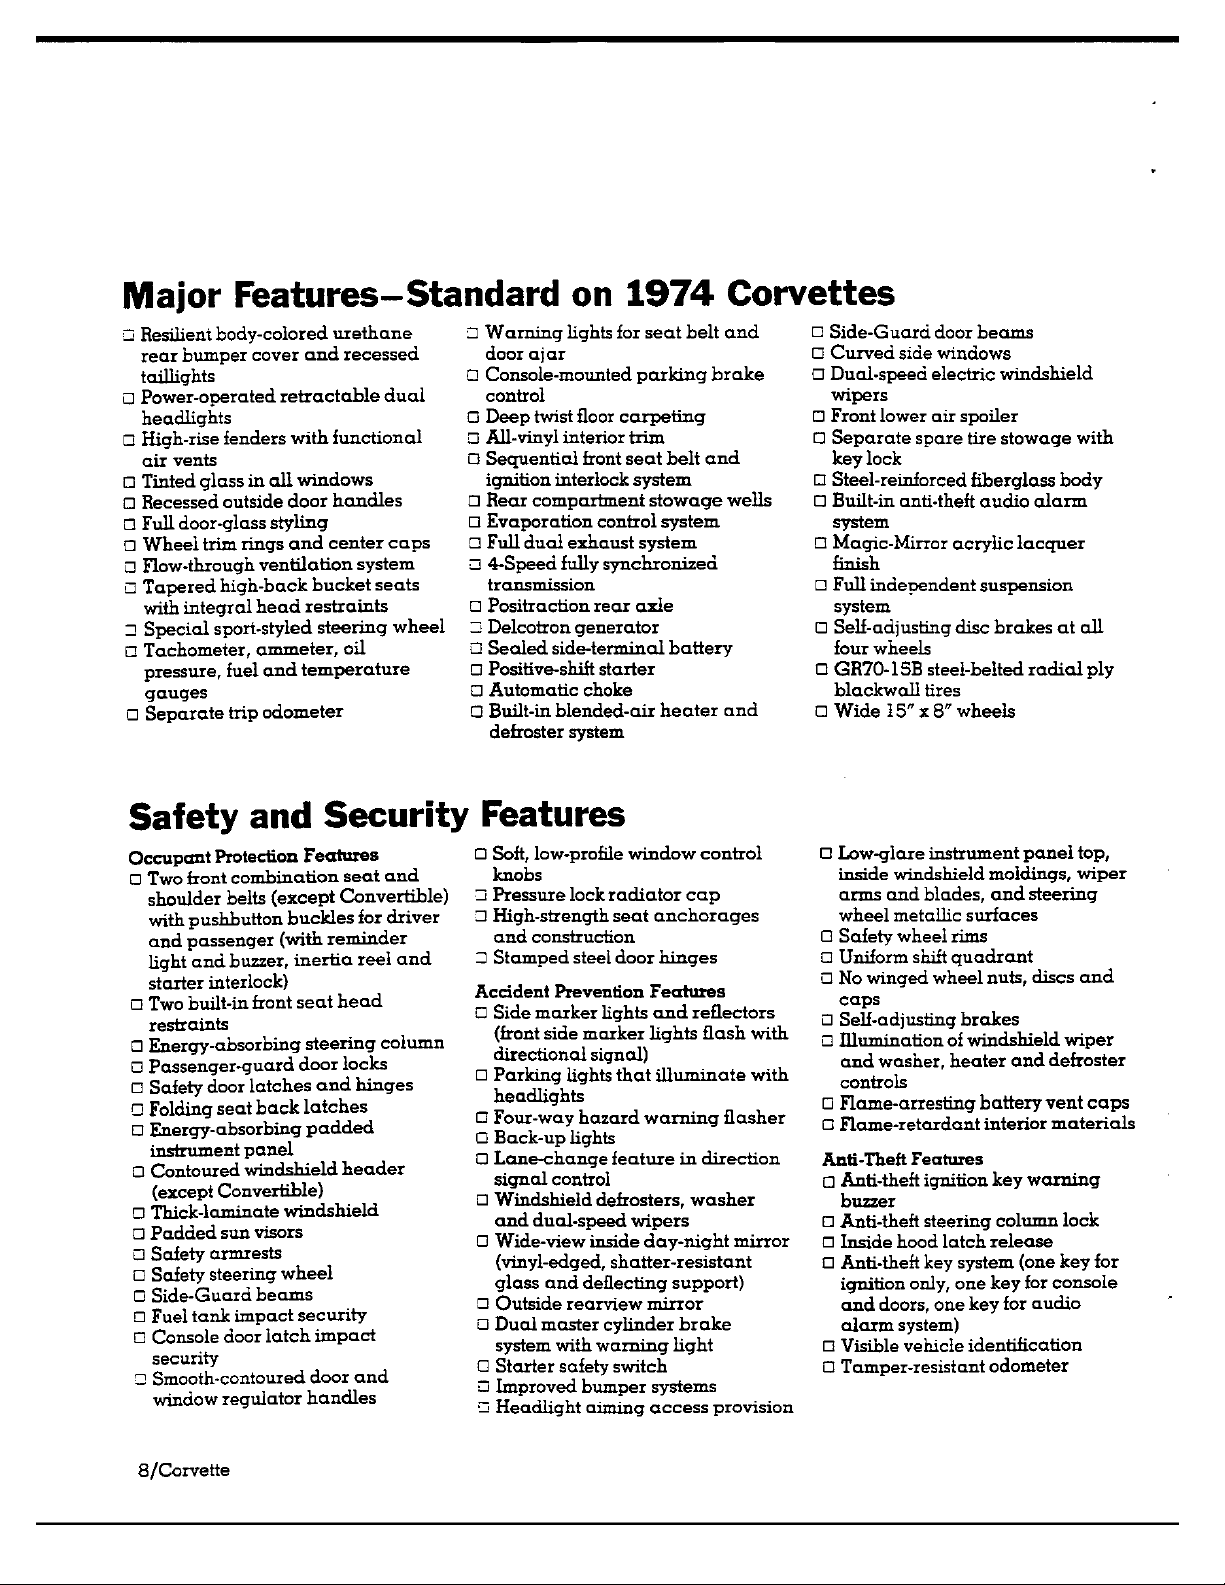 Major Features–Standard on 1974 Corvettes
□ Resilient body-colored urethane
rear bumper cover and recessed
taillights
□ Power-operated retractable dual
headlights
□ High-rise fenders with functional
air vents
□ Tinted glass in all windows
□ Recessed outside door handles
□ Full door-glass styling
□ Wheel trim rings and center caps
□ Flow-through ventilation system
□ Tapered high-back bucket seats
with integral head restraints
□ Special sport-styled steering wheel
□ Tachometer, ammeter, oil
pressure, fuel and temperature
gauges
□ Separate trip odometer
□ Warning lights for seat belt and
door ajar
□ Console-mounted parking brake
control
□ Deep twist floor carpeting
□ All-vinyl interior trim
□ Sequential front seat belt and
ignition interlock system
□ Rear compartment stowage wells
□ Evaporation control system
□ Full dual exhaust system
□ 4-Speed fully synchronized
transmission
□ Positraction rear axle
□ Delcotron generator
□ Sealed side-terminal battery
□ Positive-shift starter
□ Automatic choke
□ Built-in blended-air heater and
defroster system
□ Side-Guard door beams
□ Curved side windows
□ Dual-speed electric windshield
wipers
□ Front lower air spoiler
□ Separate spare tire stowage with
key lock
□ Steel-reinforced fiberglass body
□ Built-in anti-theft audio alarm
system
□ Magic-Mirror acrylic lacquer
finish
□ Full independent suspension
system
□ Self-adjusting disc brakes at all
four wheels
□ GR70-15B steel-belted radial ply
blackwall tires
□ Wide 15″ x 8″ wheels
Safety and Security Features
Occupant Protection Features
□ Two front combination seat and
shoulder belts (except Convertible)
with pushbutton buckles for driver
and passenger (with reminder
light and buzzer, inertia reel and
starter interlock)
□ Two built-in front seat head
restraints
□ Energy-absorbing steering column
□ Passenger-guard door locks
□ Safety door latches and hinges
□ Folding seat back latches
□ Energy-absorbing padded
instrument panel
□ Contoured windshield header
(except Convertible)
□ Thick-laminate windshield
□ Padded sun visors
□ Safety armrests
□ Safety steering wheel
□ Side-Guard beams
□ Fuel tank impact security
□ Console door latch impact
security
□ Smooth-contoured door and
window regulator handles
□ Soft, low-profile window control
knobs
□ Pressure lock radiator cap
□ High-strength seat anchorages
and construction
□ Stamped steel door hinges
Accident Prevention Features
□ Side marker lights and reflectors
(front side marker lights flash with
directional signal)
□ Parking lights that illuminate with
headlights
□ Four-way hazard warning flasher
□ Back-up lights
□ Lane-change feature in direction
signal control
□ Windshield defrosters, washer
and dual-speed wipers
□ Wide-view inside day-night mirror
(vinyl-edged, shatter-resistant
glass and deflecting support)
□ Outside rearview mirror
□ Dual master cylinder brake
system with warning light
□ Starter safety switch
□ Improved bumper systems
□ Headlight aiming access provision
□ Low-glare instrument panel top,
inside windshield moldings, wiper
arms and blades, and steering
wheel metallic surfaces
□ Safety wheel rims
□ Uniform shift quadrant
□ No winged wheel nuts, discs and
caps
□ Self-adjusting brakes
□ Illumination of windshield wiper
and washer, heater and defroster
controls
□ Flame-arresting battery vent caps
□ Flame-retardant interior materials
Anti-Theft Features
□ Anti-theft ignition key warning
buzzer
□ Anti-theft steering column lock
□ Inside hood latch release
□ Anti-theft key system (one key for
ignition only, one key for console
and doors, one key for audio
alarm system)
□ Visible vehicle identification
□ Tamper-resistant odometer
8/Corvette